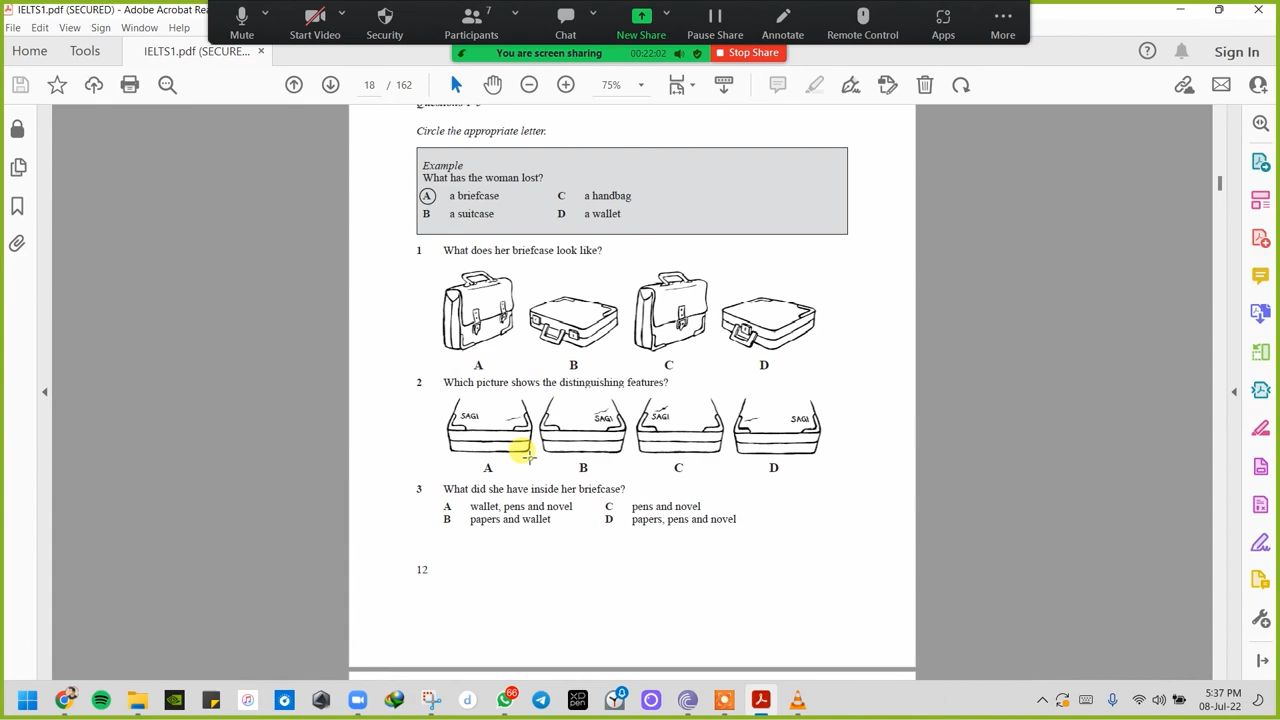 IELTS1.pdf (SECURED) - Adobe Acrobat Rea
File Edit View Sign Window H
Mute Start Video Security Participants 7 Chat New Share Pause Share Annotate Remote Control Apps More
You are screen sharing 00:22:02 Stop Share
Home Tools IELTS1.pdf (SECURE... × Sign In
18 / 162 75%
Circle the appropriate letter.
Example
What has the woman lost?
A a briefcase C a handbag
B a suitcase D a wallet
1 What does her briefcase look like?
A B C D
2 Which picture shows the distinguishing features?
SAGI SAGI SAGI SAGI
A B C D
3 What did she have inside her briefcase?
A wallet, pens and novel C pens and novel
B papers and wallet D papers, pens and novel
12
66
d
XD
pen
5:37 PM
08-Jul-22